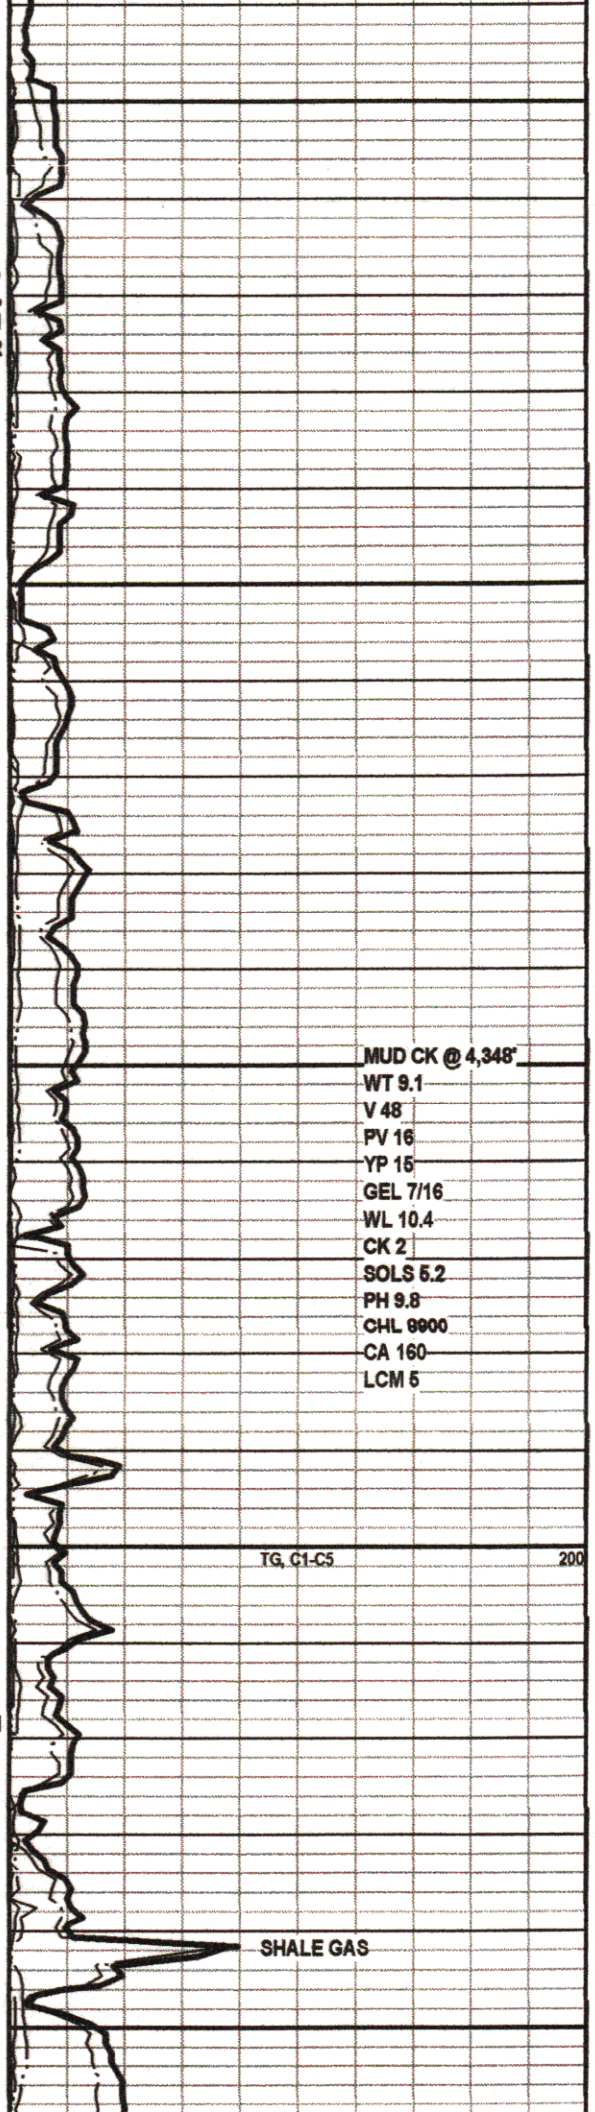 MUD CK @ 4,348'
WT 9.1
V 48
PV 16
YP 15
GEL 7/16
WL 10.4
CK 2
SOLS 5.2
PH 9.8
CHL 8900
CA 160
LCM 5
TG, C1-C5 200
SHALE GAS